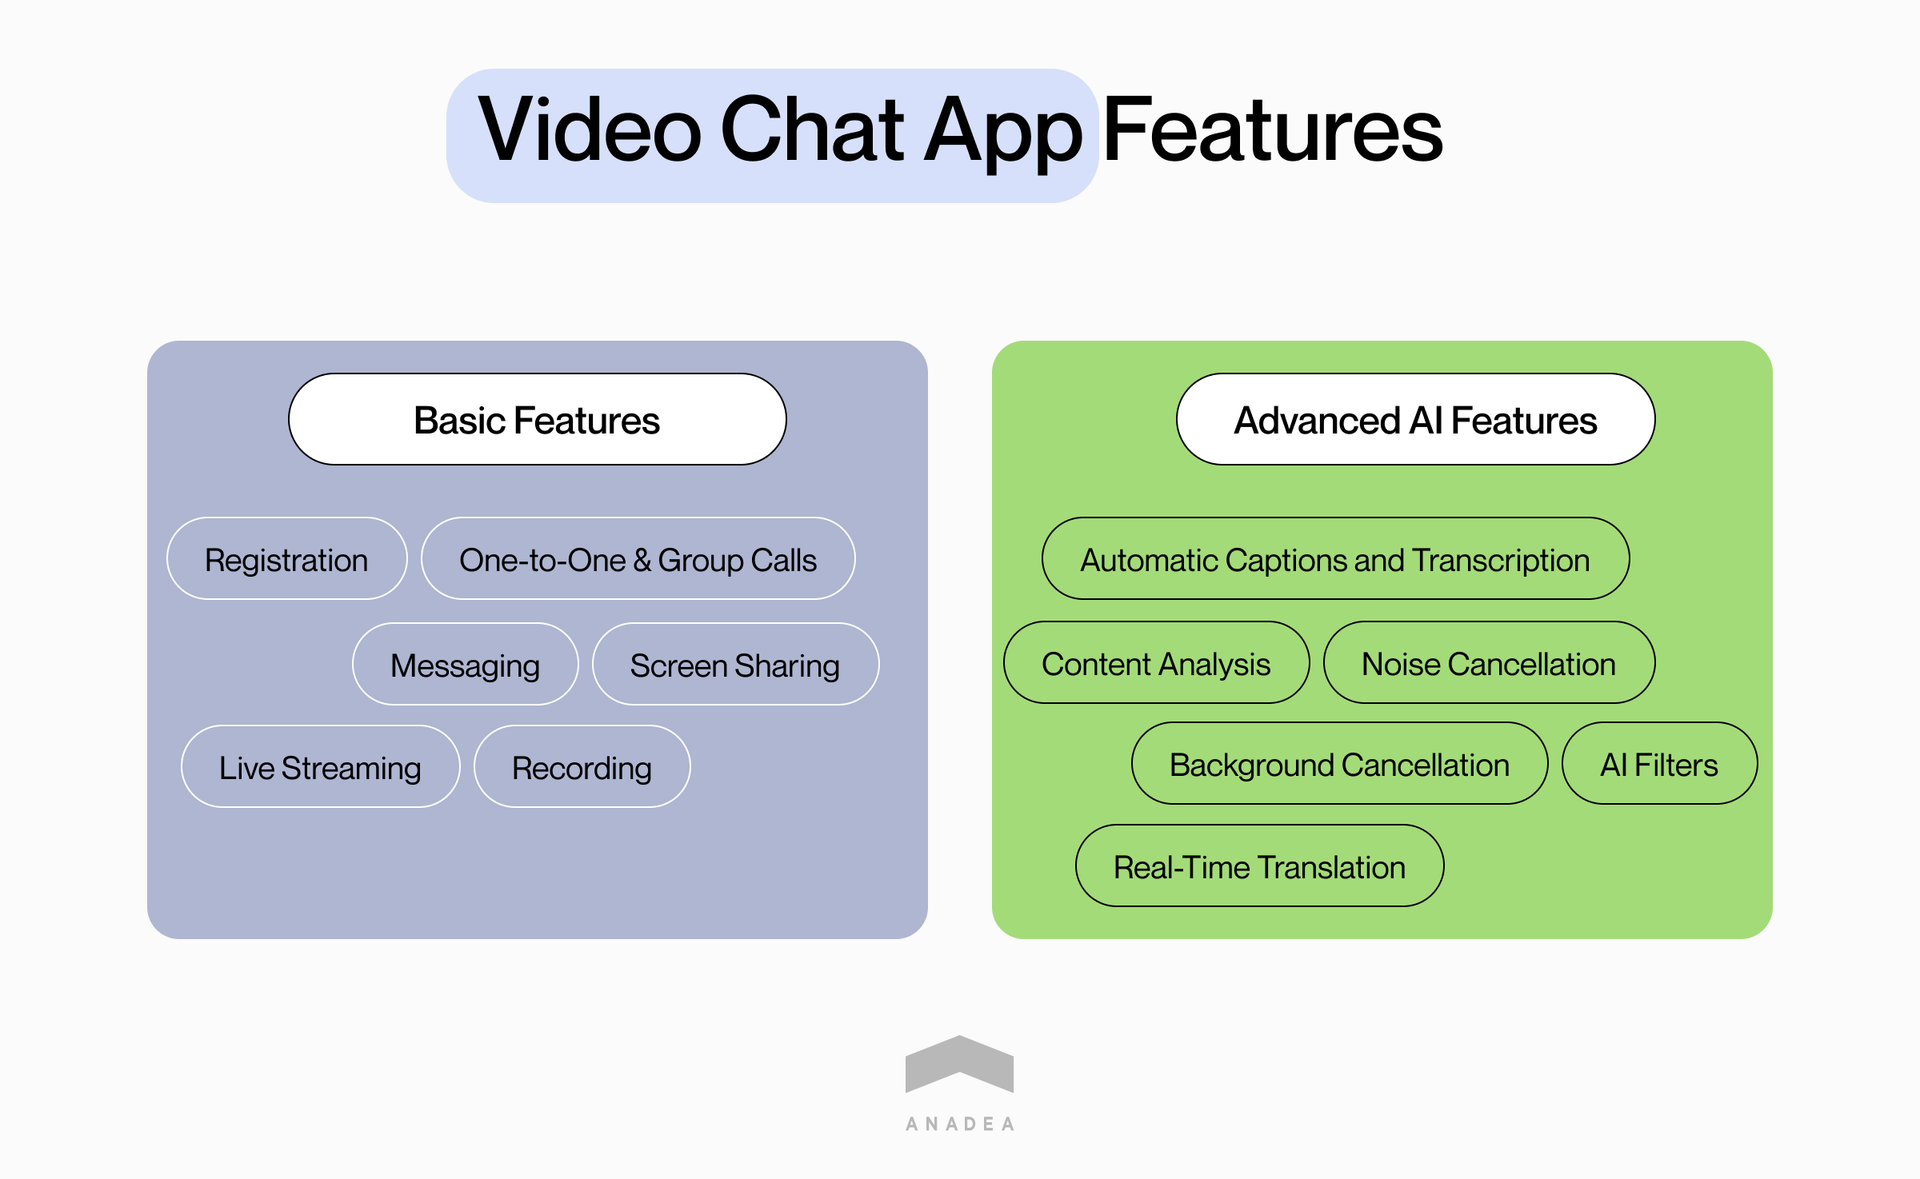 Video Chat App Features
Basic Features
Registration
One-to-One & Group Calls
Messaging
Screen Sharing
Live Streaming
Recording
Advanced AI Features
Automatic Captions and Transcription
Content Analysis
Noise Cancellation
Background Cancellation
AI Filters
Real-Time Translation
ANADEA